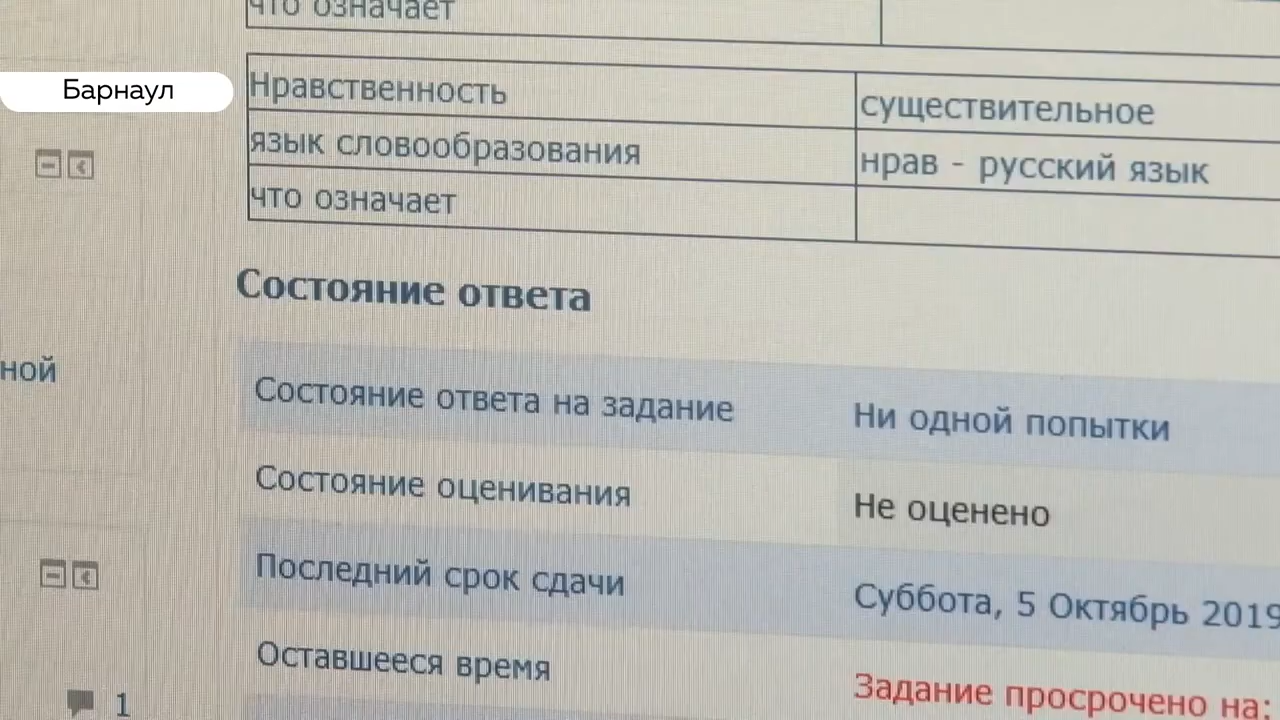 что означает
Барнаул
Нравственность существительное
язык словообразования нрав - русский язык
что означает
Состояние ответа
ной
Состояние ответа на задание Ни одной попытки
Состояние оценивания Не оценено
Последний срок сдачи Суббота, 5 Октябрь 2019
Оставшееся время Задание просрочено на:
1